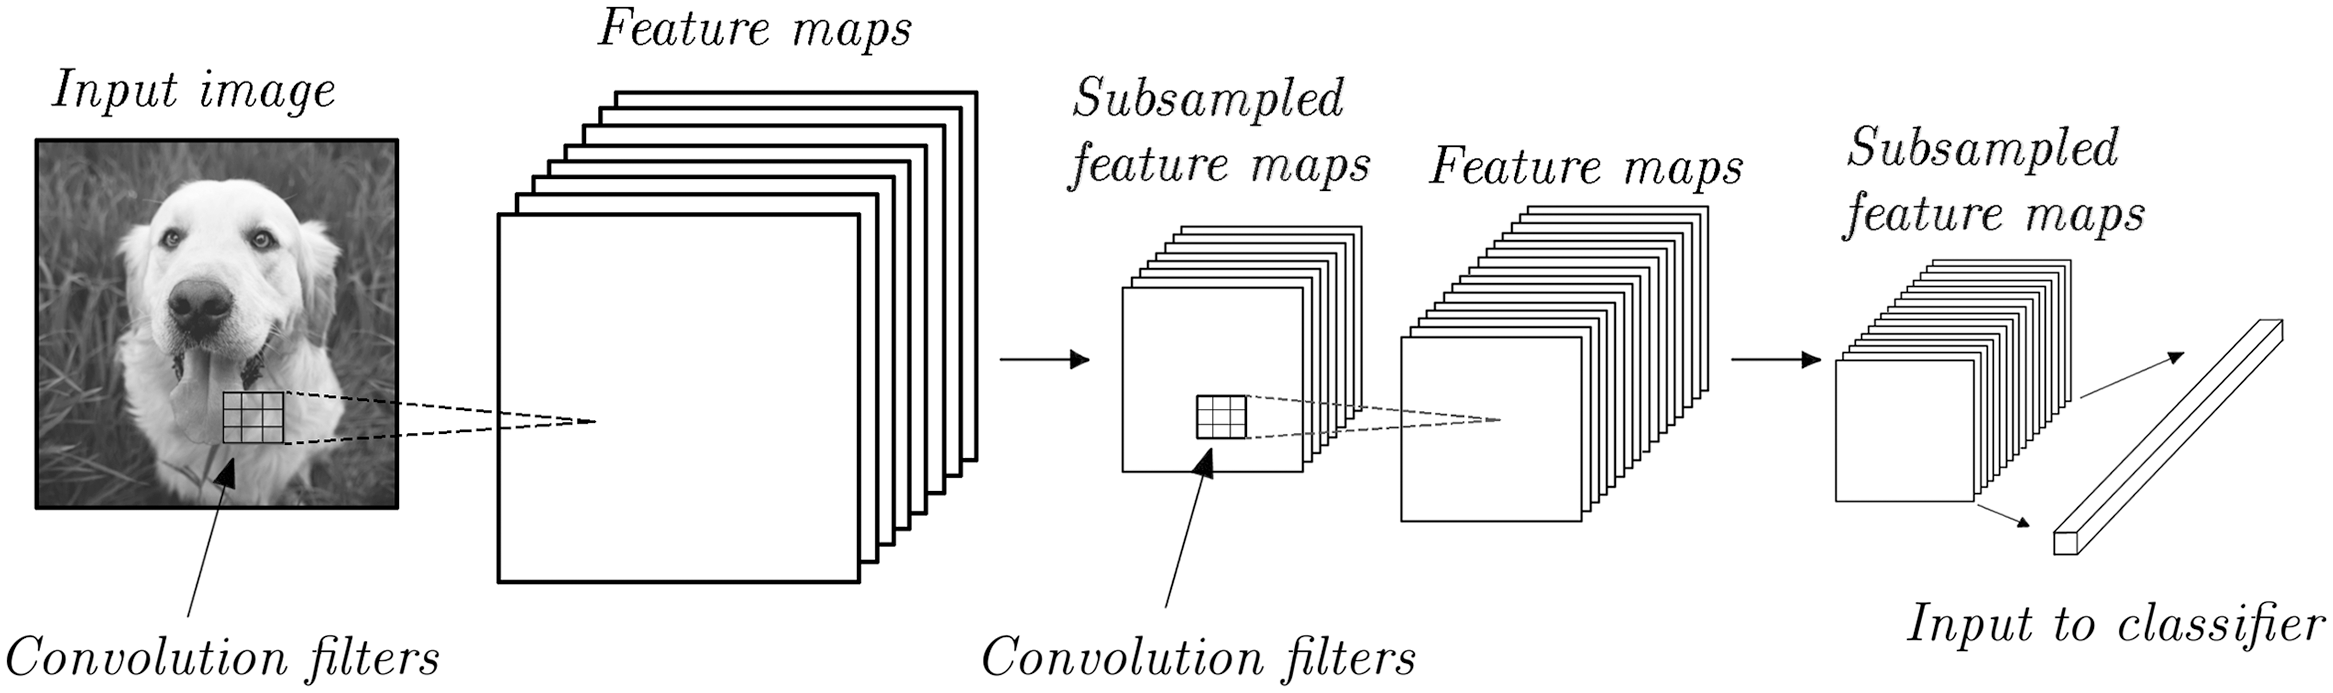 Input image
Feature maps
Subsampled
feature maps
Feature maps
Subsampled
feature maps
Convolution filters
Convolution filters
Input to classifier